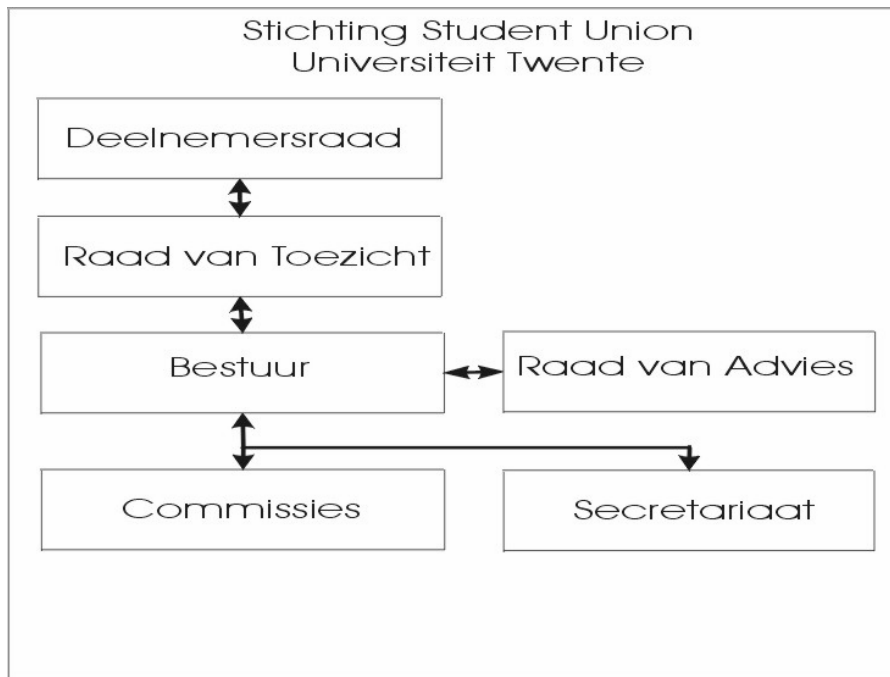 Stichting Student Union
Universiteit Twente
Deelnemersraad
Raad van Toezicht
Bestuur
Raad van Advies
Commissies
Secretariaat